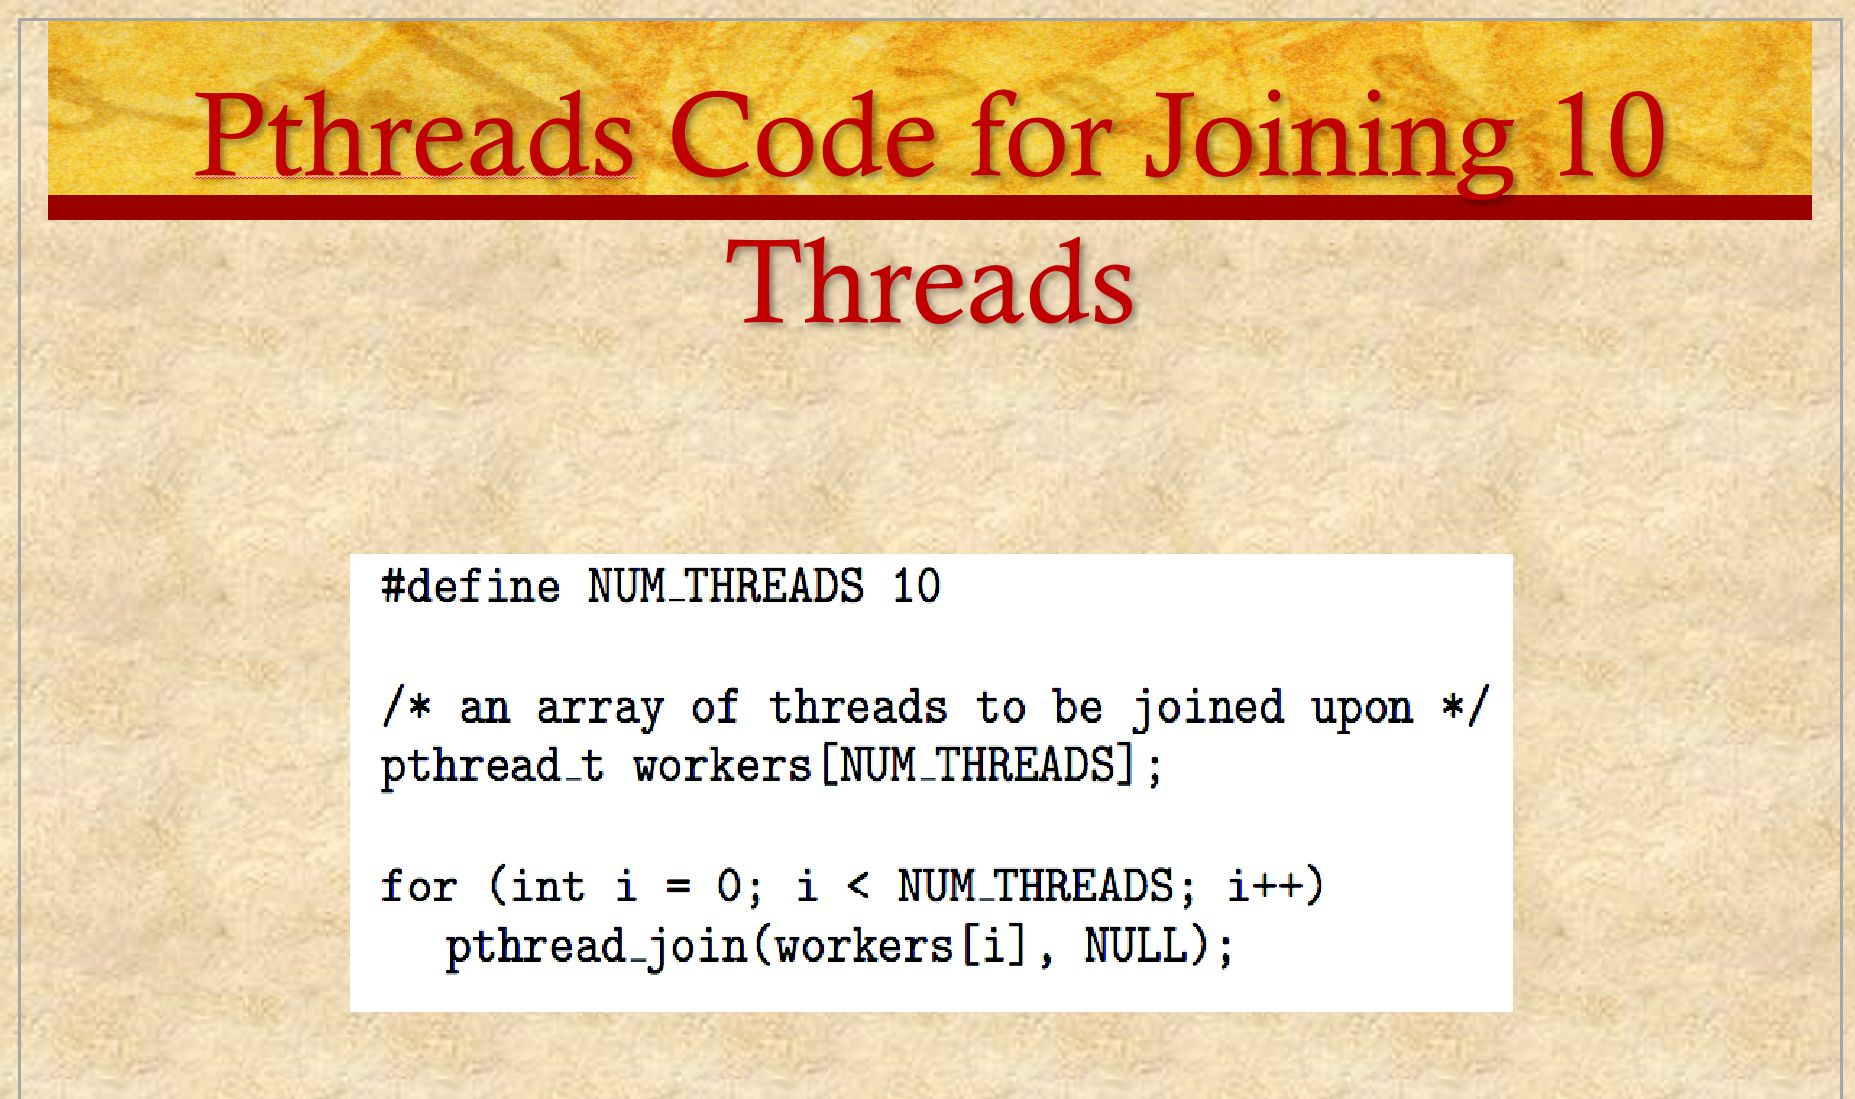 Pthreads Code for Joining 10
Threads
#define NUM_THREADS 10
/* an array of threads to be joined upon */
pthread_t workers[NUM_THREADS];
for (int i = 0; i < NUM_THREADS; i++)
pthread_join(workers[i], NULL);